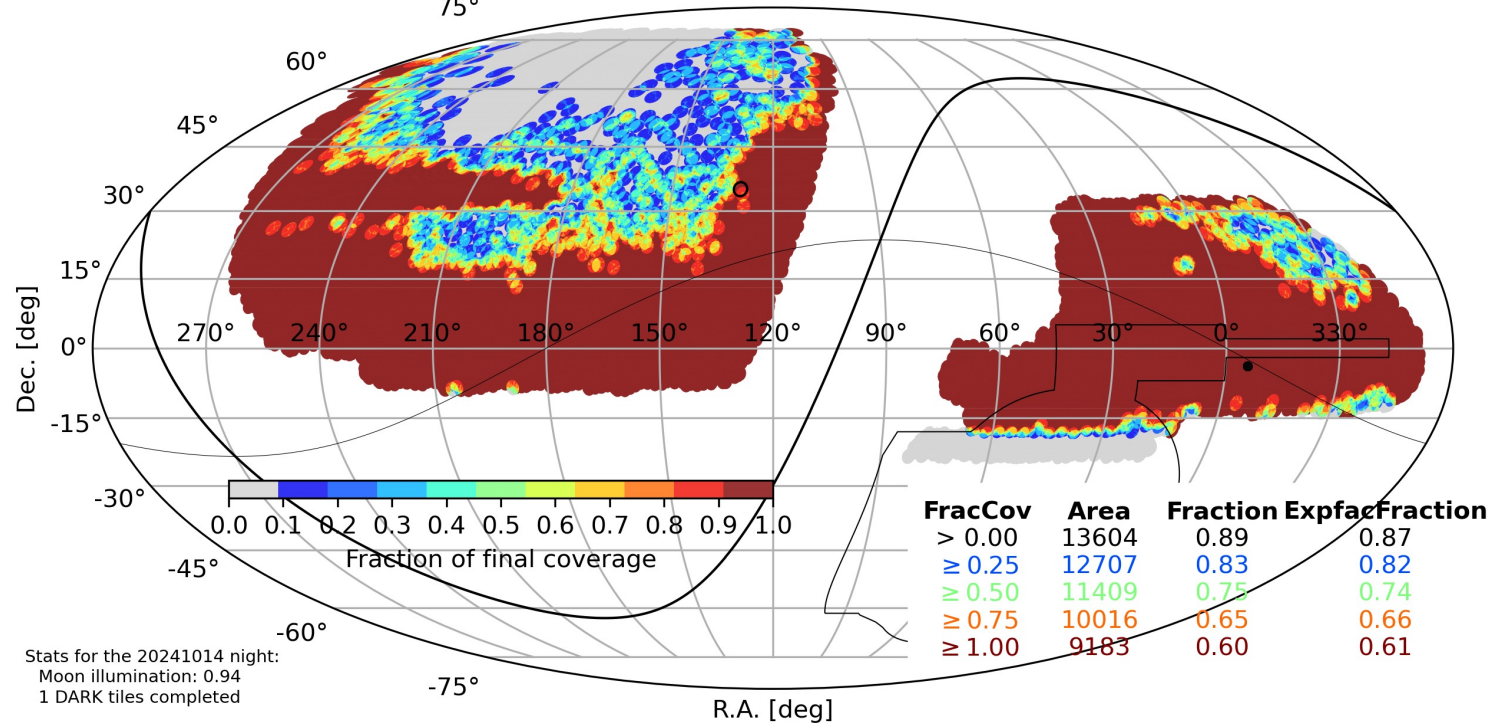 75°
60°
45°
30°
15°
0°
-15°
-30°
-45°
-60°
-75°
Dec. [deg]
270° 240° 210° 180° 150° 120° 90° 60° 30° 0° 330°
0.0 0.1 0.2 0.3 0.4 0.5 0.6 0.7 0.8 0.9 1.0
Fraction of final coverage
FracCov Area Fraction ExpfacFraction
> 0.00 13604 0.89 0.87
≥ 0.25 12707 0.83 0.82
≥ 0.50 11409 0.75 0.74
≥ 0.75 10016 0.65 0.66
≥ 1.00 9183 0.60 0.61
Stats for the 20241014 night:
Moon illumination: 0.94
1 DARK tiles completed
R.A. [deg]